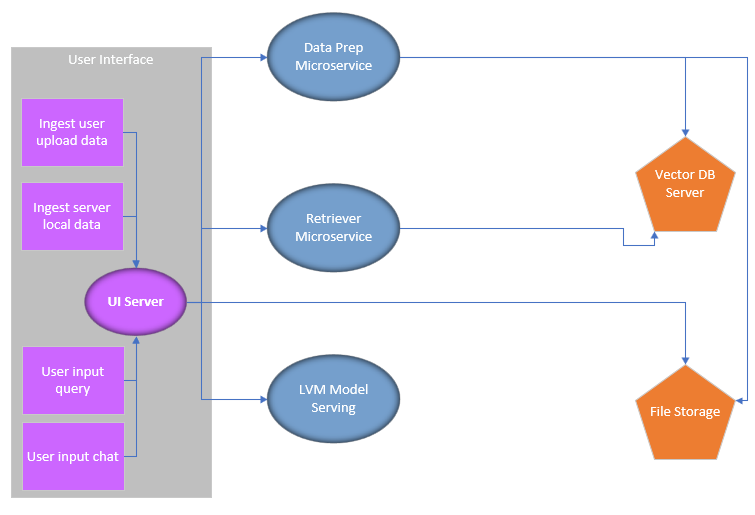 User Interface
Ingest user
upload data
Ingest server
local data
UI Server
User input
query
User input chat
Data Prep
Microservice
Retriever
Microservice
LVM Model
Serving
Vector DB
Server
File Storage